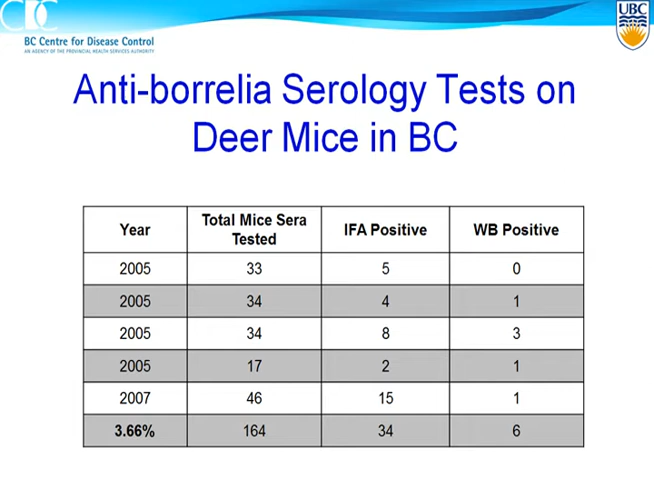 BC Centre for Disease Control
AN AGENCY OF THE PROVINCIAL HEALTH SERVICES AUTHORITY
UBC
Anti-borrelia Serology Tests on
Deer Mice in BC
Year Total Mice Sera Tested IFA Positive WB Positive
2005 33 5 0
2005 34 4 1
2005 34 8 3
2005 17 2 1
2007 46 15 1
3.66% 164 34 6